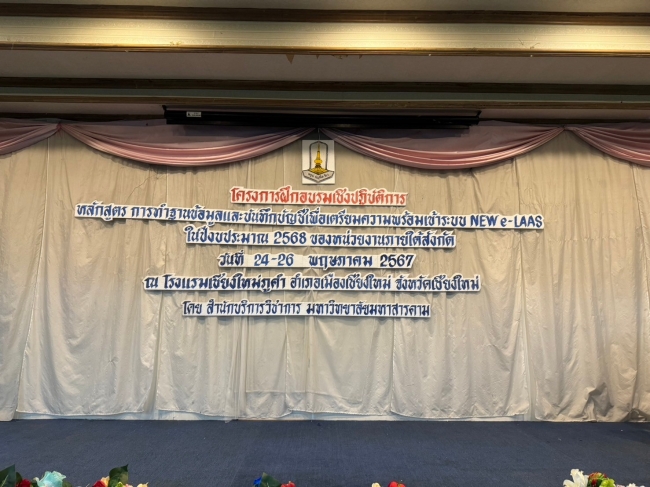 โครงการฝึกอบรมเชิงปฏิบัติการ
หลักสูตร การทำฐานข้อมูลและบันทึกบัญชีเพื่อเตรียมความพร้อมเข้าระบบ NEW e-LAAS
ในปีงบประมาณ 2568 ของหน่วยงานภายใต้สังกัด
วันที่ 24-26 พฤษภาคม 2567
ณ โรงแรมเชียงใหม่ภูคำ อำเภอเมืองเชียงใหม่ จังหวัดเชียงใหม่
โดย สำนักบริการวิชาการ มหาวิทยาลัยมหาสารคาม